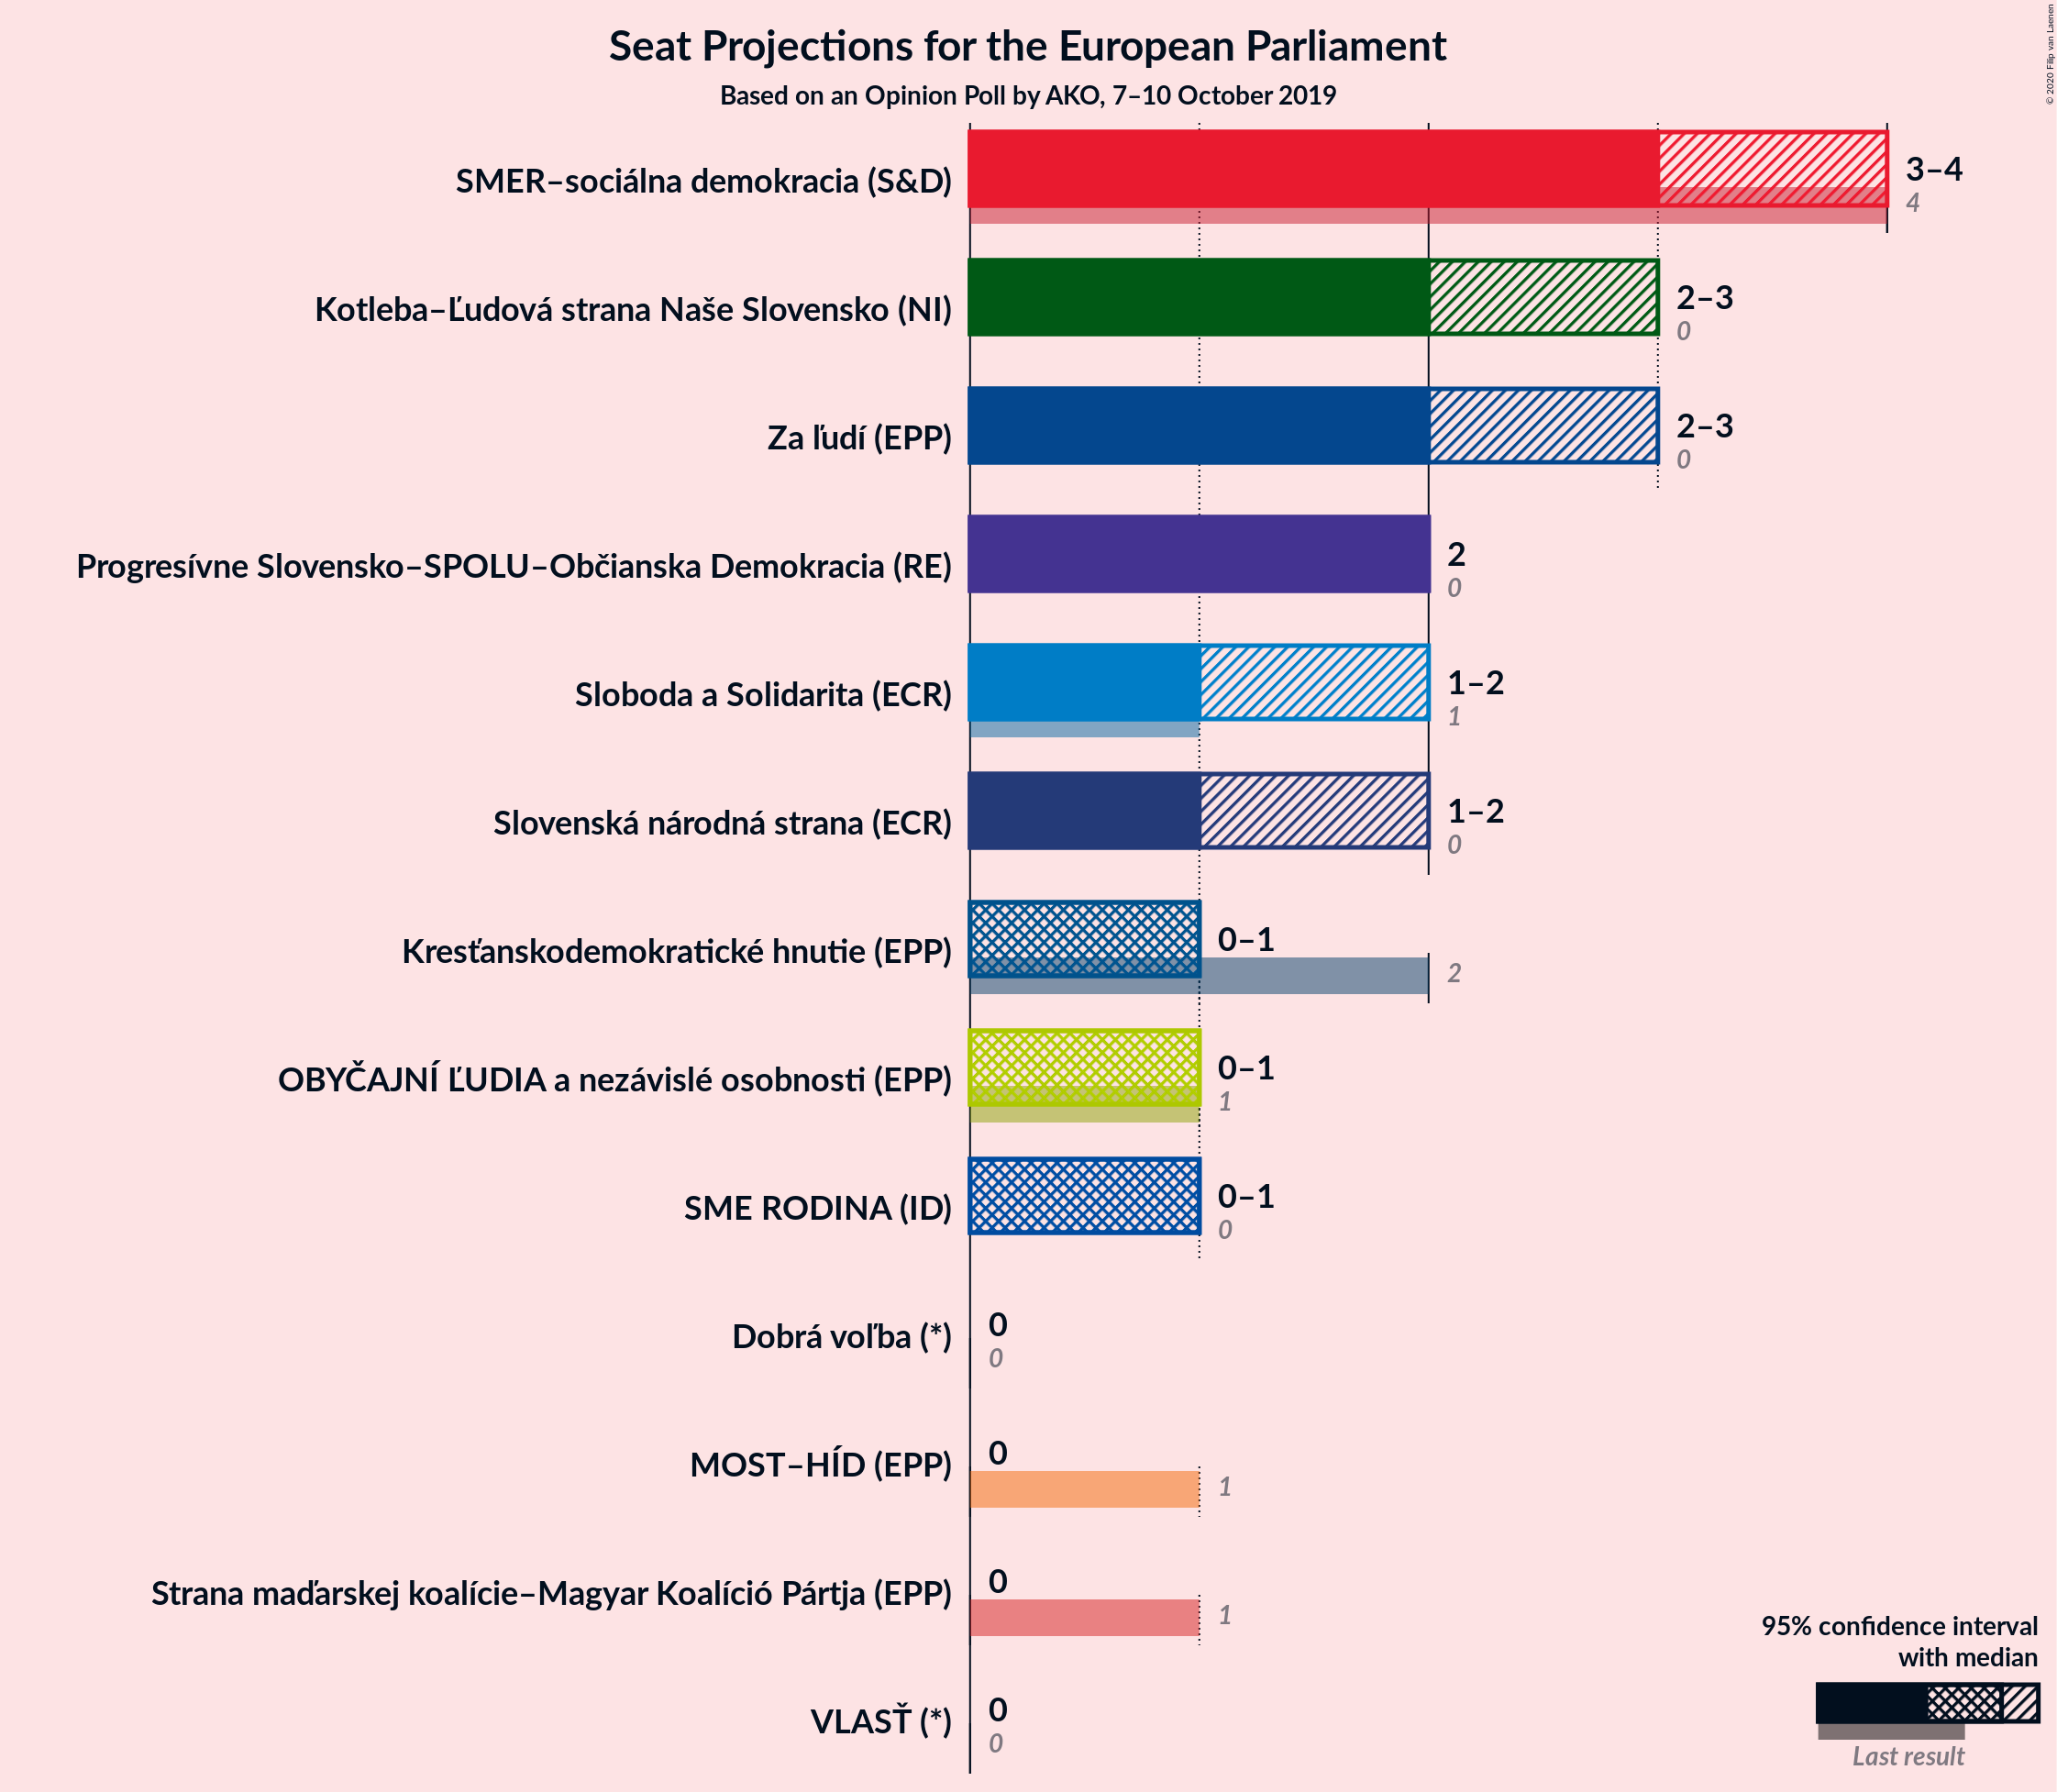 Seat Projections for the European Parliament
Based on an Opinion Poll by AKO, 7–10 October 2019
© 2020 Filip van Laenen
SMER–sociálna demokracia (S&D)
3–4
4
Kotleba–Ľudová strana Naše Slovensko (NI)
2–3
0
Za ľudí (EPP)
2–3
0
Progresívne Slovensko–SPOLU–Občianska Demokracia (RE)
2
0
Sloboda a Solidarita (ECR)
1–2
1
Slovenská národná strana (ECR)
1–2
0
Kresťanskodemokratické hnutie (EPP)
0–1
2
OBYČAJNÍ ĽUDIA a nezávislé osobnosti (EPP)
0–1
1
SME RODINA (ID)
0–1
0
Dobrá voľba (*)
0
0
MOST–HÍD (EPP)
0
1
Strana maďarskej koalície–Magyar Koalíció Pártja (EPP)
0
1
VLASŤ (*)
0
0
95% confidence interval
with median
Last result